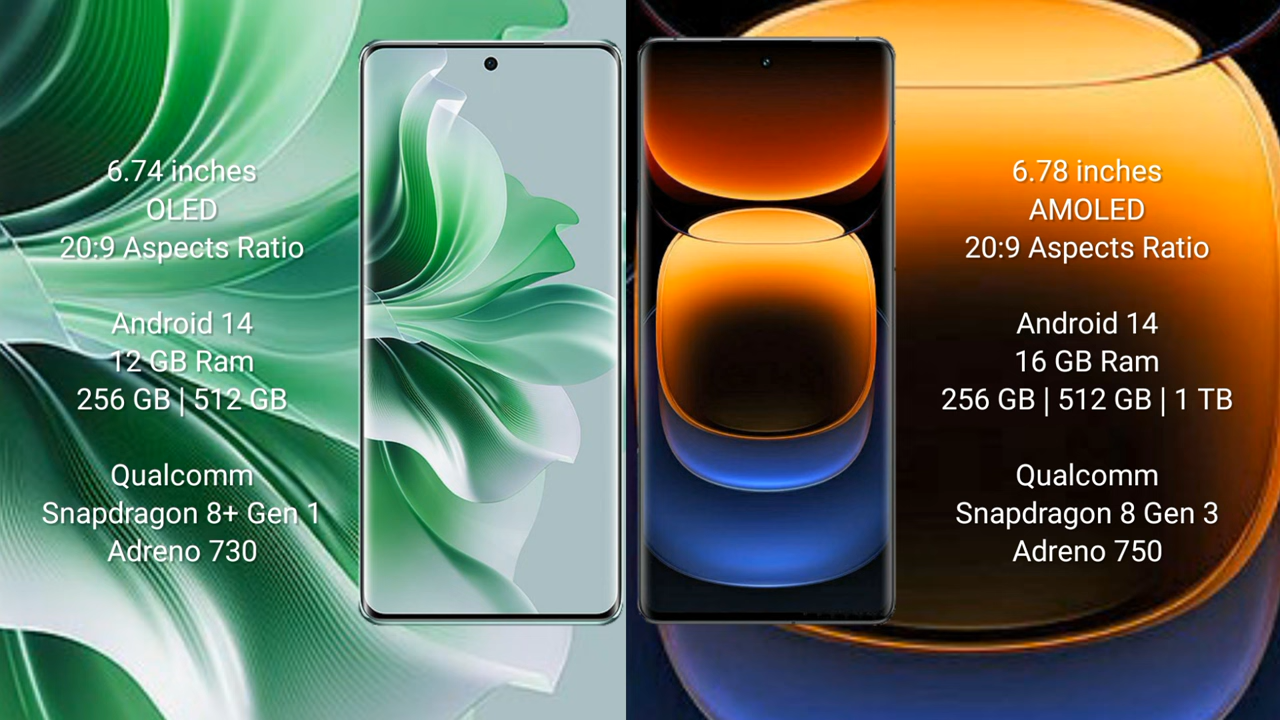 6.74 inches
OLED
20:9 Aspects Ratio
Android 14
12 GB Ram
256 GB | 512 GB
Qualcomm
Snapdragon 8+ Gen 1
Adreno 730
6.78 inches
AMOLED
20:9 Aspects Ratio
Android 14
16 GB Ram
256 GB | 512 GB | 1 TB
Qualcomm
Snapdragon 8 Gen 3
Adreno 750